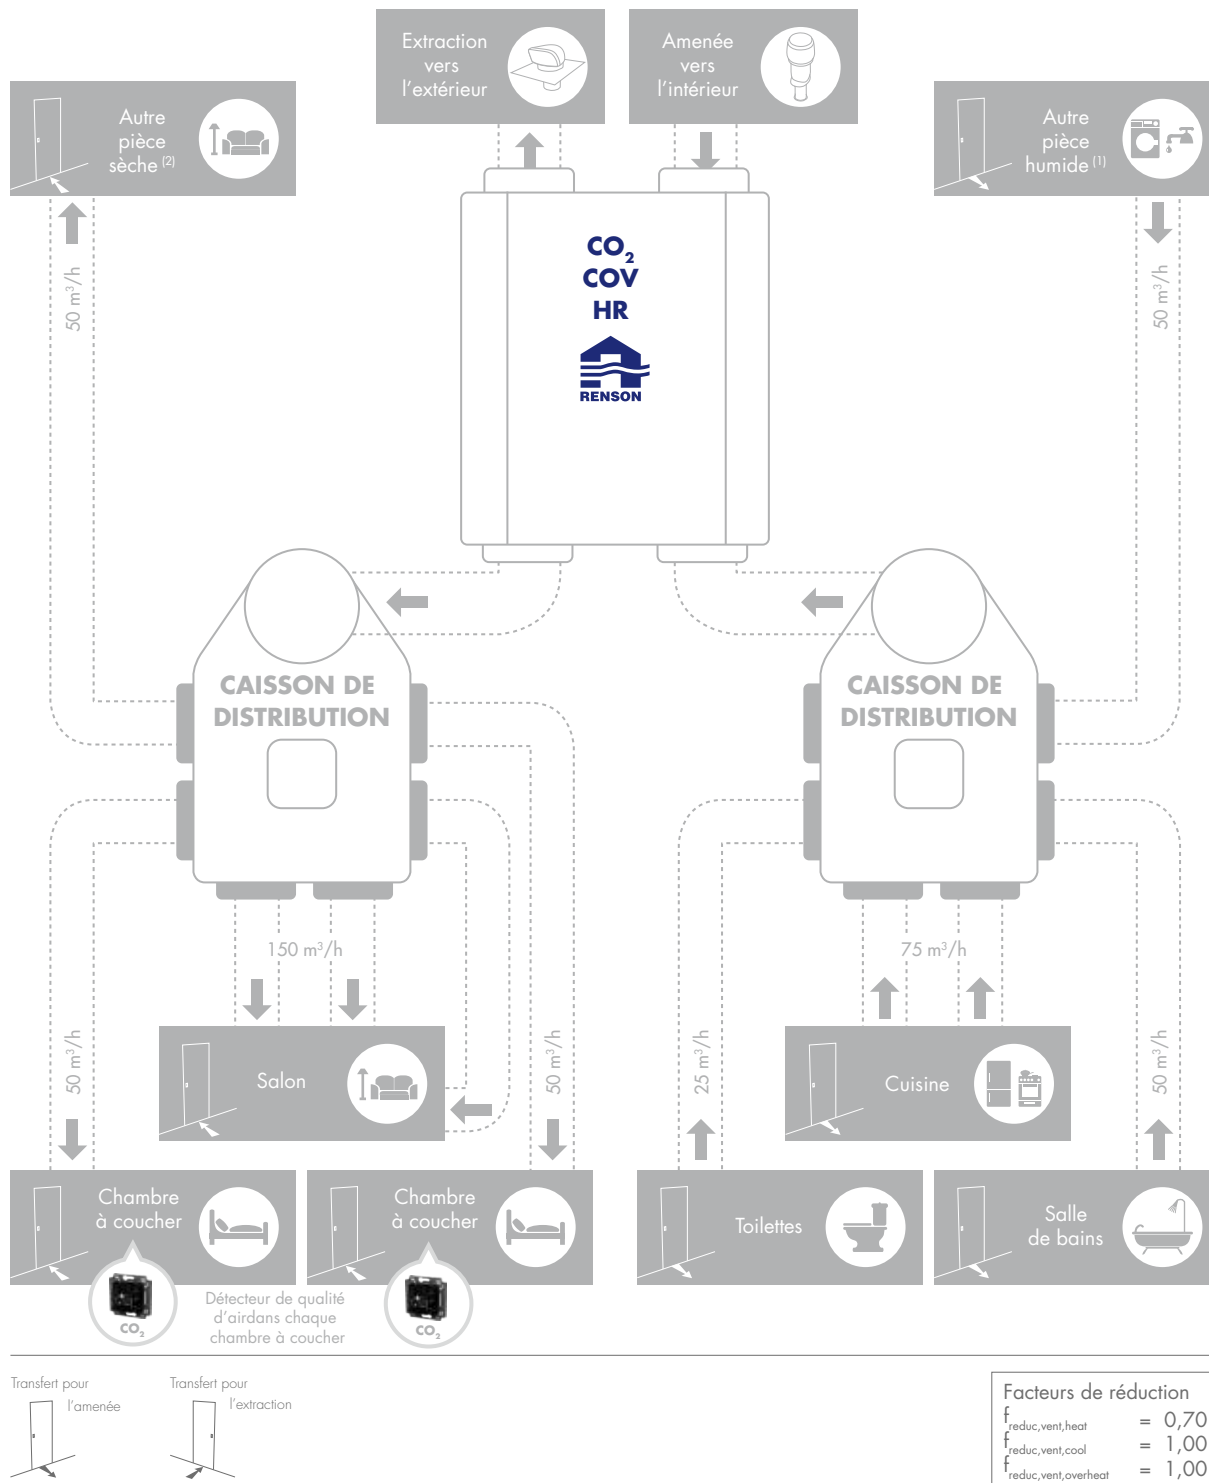 Extraction
vers
l'extérieur
Amenée
vers
l'intérieur
Autre
pièce
sèche (2)
Autre
pièce
humide (1)
CO2
COV
HR
RENSON
50 m³/h
50 m³/h
CAISSON DE
DISTRIBUTION
CAISSON DE
DISTRIBUTION
150 m³/h
75 m³/h
50 m³/h
50 m³/h
25 m³/h
50 m³/h
Salon
Cuisine
Chambre
à coucher
Chambre
à coucher
Toilettes
Salle
de bains
CO2
Détecteur de qualité
d'airdans chaque
chambre à coucher
CO2
Transfert pour
l'amenée
Transfert pour
l'extraction
Facteurs de réduction
freduc,vent,heat = 0,70
freduc,vent,cool = 1,00
freduc,vent,overheat = 1,00